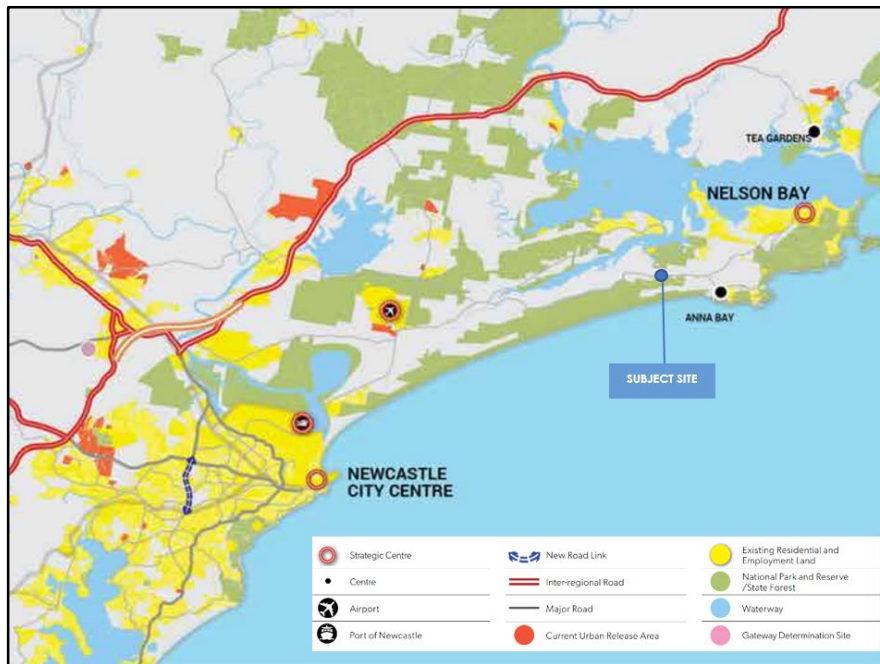 TEA GARDENS
NELSON BAY
ANNA BAY
SUBJECT SITE
NEWCASTLE
CITY CENTRE
Strategic Centre
New Road Link
Existing Residential and
Employment Land
Centre
Inter-regional Road
National Park and Reserve
/State Forest
Airport
Major Road
Waterway
Port of Newcastle
Current Urban Release Area
Gateway Determination Site